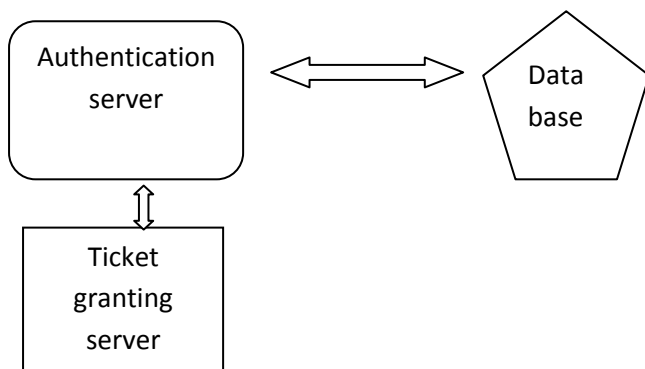 Authentication
server
Data
base
Ticket
granting
server